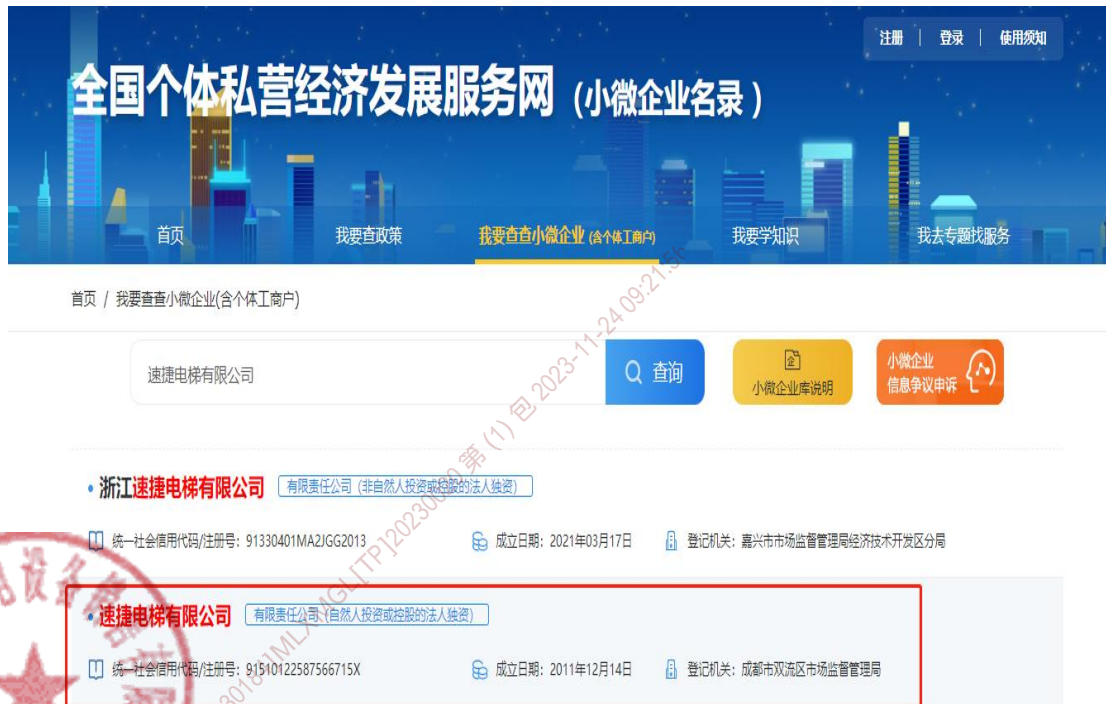 注册 | 登录 | 使用须知
全国个体私营经济发展服务网 (小微企业名录)
首页 我要查政策 我要查查小微企业 (含个体工商户) 我要学知识 我去专题找服务
首页 / 我要查查小微企业(含个体工商户)
速捷电梯有限公司 查询 小微企业库说明 小微企业
信息争议申诉
浙江速捷电梯有限公司 有限责任公司 (非自然人投资或控股的法人独资)
统一社会信用代码/注册号: 91330401MA2JGG2013 成立日期: 2021年03月17日 登记机关: 嘉兴市市场监督管理局经济技术开发区分局
速捷电梯有限公司 有限责任公司 (自然人投资或控股的法人独资)
统一社会信用代码/注册号: 91510122587566715X 成立日期: 2011年12月14日 登记机关: 成都市双流区市场监督管理局
第(1)包 2023-11-24 09:21:56